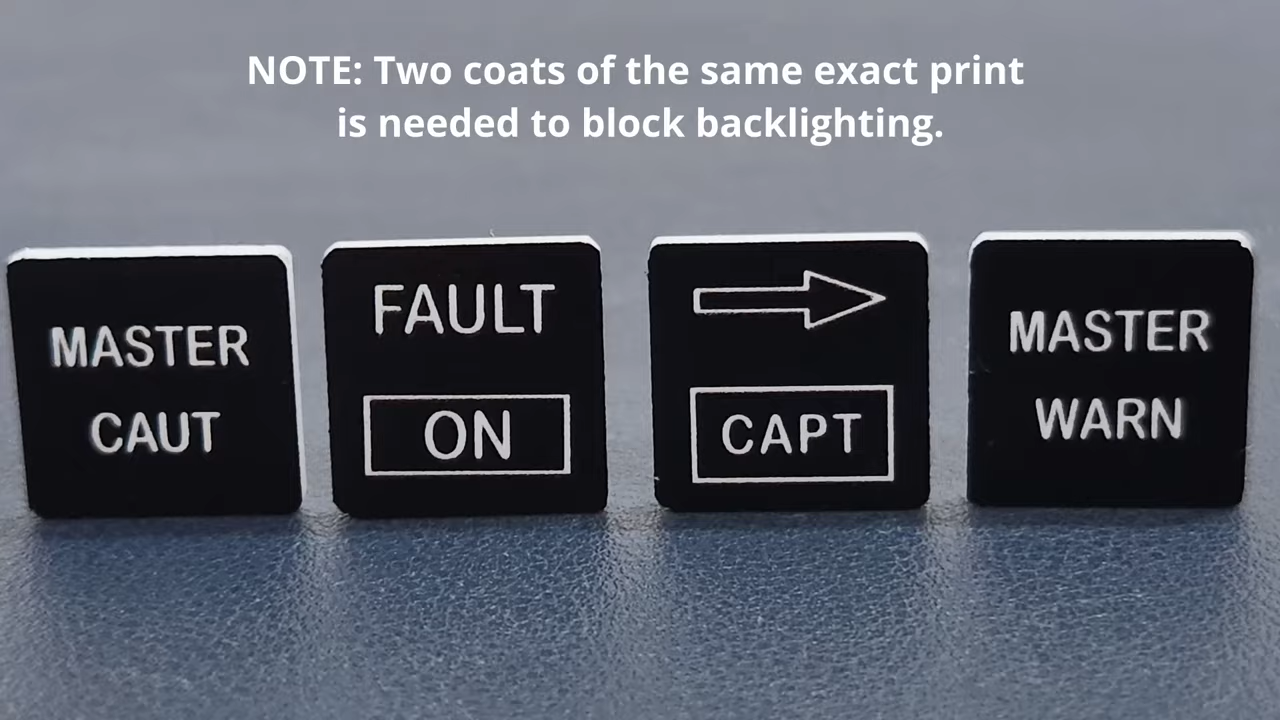 NOTE: Two coats of the same exact print
is needed to block backlighting.
MASTER
CAUT
FAULT
ON
CAPT
MASTER
WARN